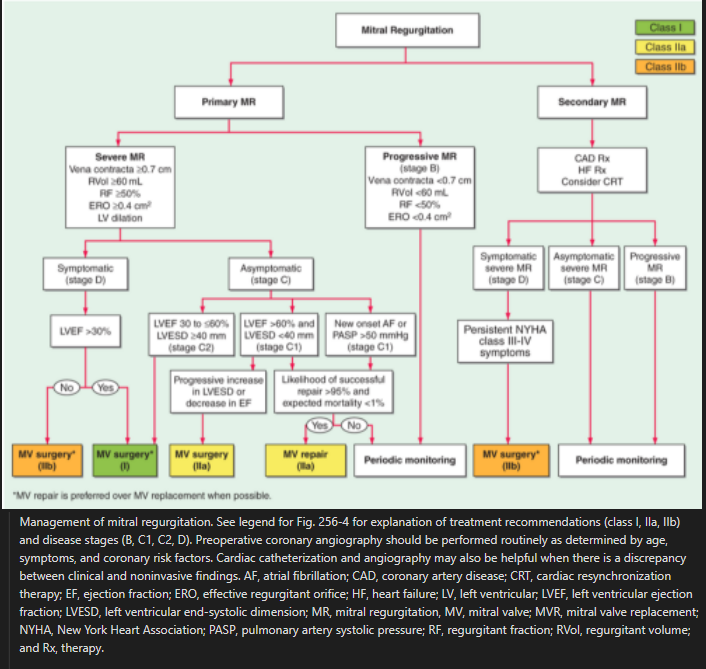 Mitral Regurgitation
Class I
Class IIa
Class IIb
Primary MR
Secondary MR
Severe MR
Vena contracta ≥0.7 cm
RVol ≥60 mL
RF ≥50%
ERO ≥0.4 cm²
LV dilation
Progressive MR
(stage B)
Vena contracta <0.7 cm
RVol <60 mL
RF <50%
ERO <0.4 cm²
CAD Rx
HF Rx
Consider CRT
Symptomatic
(stage D)
Asymptomatic
(stage C)
Symptomatic
severe MR
(stage D)
Asymptomatic
severe MR
(stage C)
Progressive
MR
(stage B)
LVEF >30%
LVEF 30 to ≤60%
LVESD ≥40 mm
(stage C2)
LVEF >60% and
LVESD <40 mm
(stage C1)
New onset AF or
PASP >50 mmHg
(stage C1)
Persistent NYHA
class III-IV
symptoms
Progressive increase
in LVESD or
decrease in EF
Likelihood of successful
repair >95% and
expected mortality <1%
No
Yes
Yes
No
MV surgery*
(IIb)
MV surgery*
(I)
MV surgery
(IIa)
MV repair
(IIa)
Periodic monitoring
MV surgery*
(IIb)
Periodic monitoring
*MV repair is preferred over MV replacement when possible.
Management of mitral regurgitation. See legend for Fig. 256-4 for explanation of treatment recommendations (class I, IIa, IIb)
and disease stages (B, C1, C2, D). Preoperative coronary angiography should be performed routinely as determined by age,
symptoms, and coronary risk factors. Cardiac catheterization and angiography may also be helpful when there is a discrepancy
between clinical and noninvasive findings. AF, atrial fibrillation; CAD, coronary artery disease; CRT, cardiac resynchronization
therapy; EF, ejection fraction; ERO, effective regurgitant orifice; HF, heart failure; LV, left ventricular; LVEF, left ventricular ejection
fraction; LVESD, left ventricular end-systolic dimension; MR, mitral regurgitation, MV, mitral valve; MVR, mitral valve replacement;
NYHA, New York Heart Association; PASP, pulmonary artery systolic pressure; RF, regurgitant fraction; RVol, regurgitant volume;
and Rx, therapy.